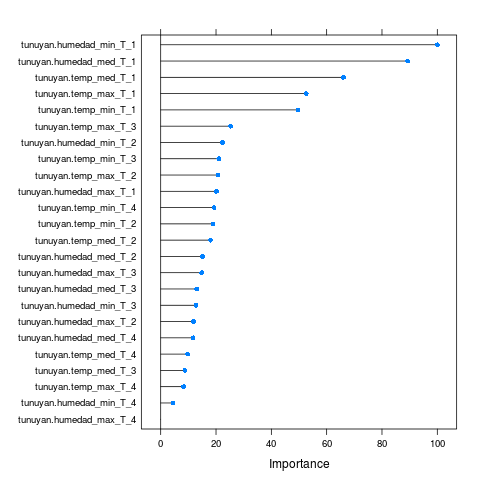 tunuyan.humedad_min_T_1
tunuyan.humedad_med_T_1
tunuyan.temp_med_T_1
tunuyan.temp_max_T_1
tunuyan.temp_min_T_1
tunuyan.temp_max_T_3
tunuyan.humedad_min_T_2
tunuyan.temp_min_T_3
tunuyan.temp_max_T_2
tunuyan.humedad_max_T_1
tunuyan.temp_min_T_4
tunuyan.temp_min_T_2
tunuyan.temp_med_T_2
tunuyan.humedad_med_T_2
tunuyan.humedad_max_T_3
tunuyan.humedad_med_T_3
tunuyan.humedad_min_T_3
tunuyan.humedad_max_T_2
tunuyan.humedad_med_T_4
tunuyan.temp_med_T_4
tunuyan.temp_med_T_3
tunuyan.temp_max_T_4
tunuyan.humedad_min_T_4
tunuyan.humedad_max_T_4
0 20 40 60 80 100
Importance